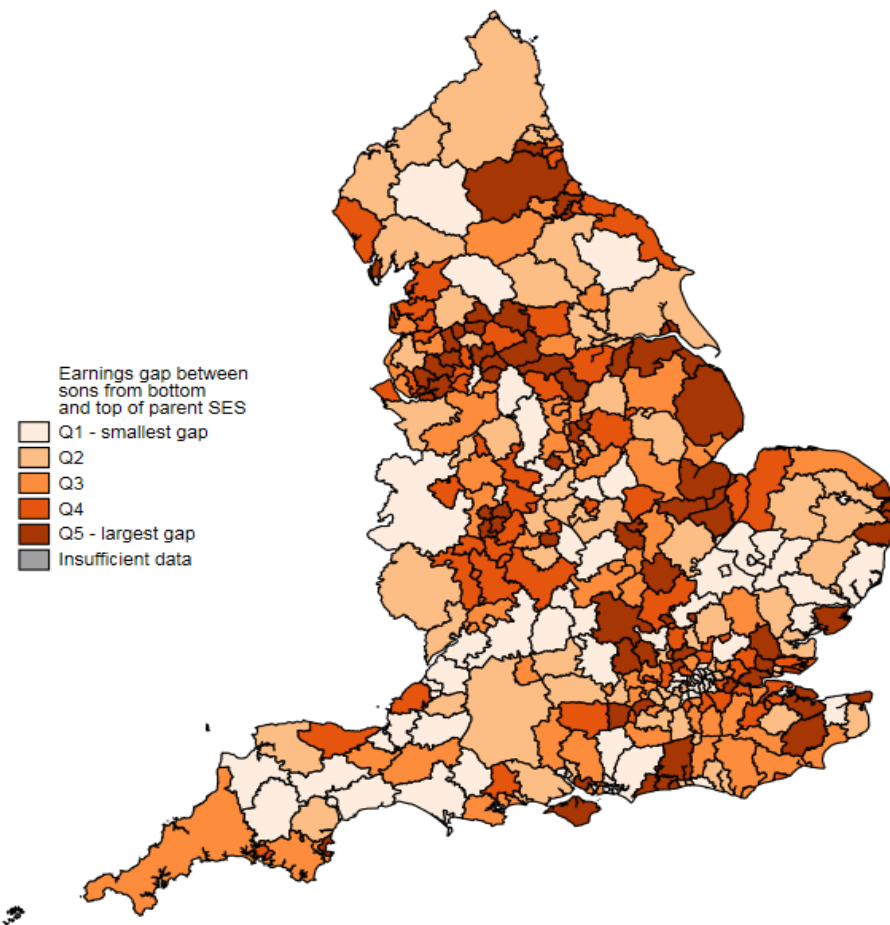 Earnings gap between
sons from bottom
and top of parent SES
Q1 - smallest gap
Q2
Q3
Q4
Q5 - largest gap
Insufficient data